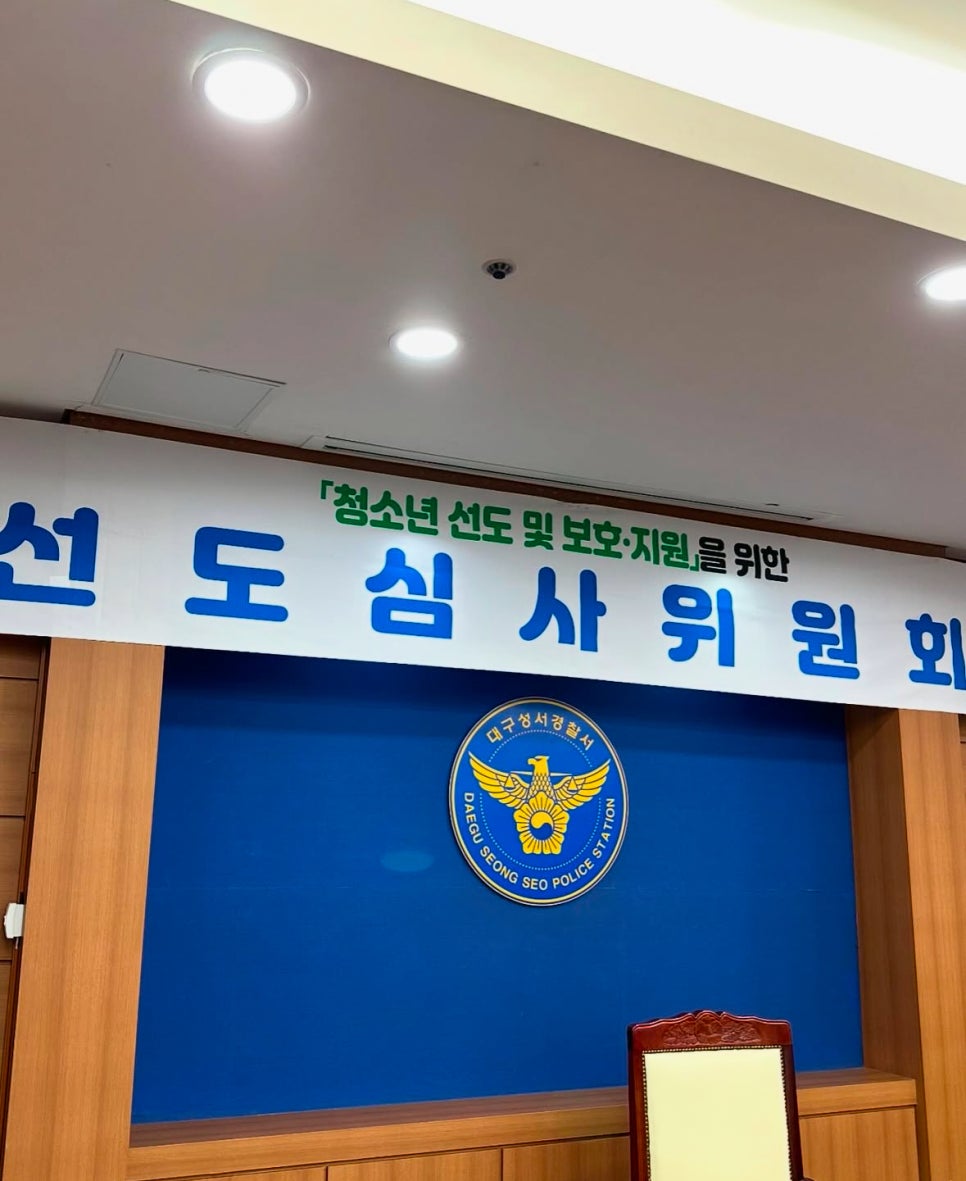 「청소년 선도 및 보호·지원」을 위한
선도심사위원회
대구성서경찰서
DAEGU SEONG SEO POLICE STATION